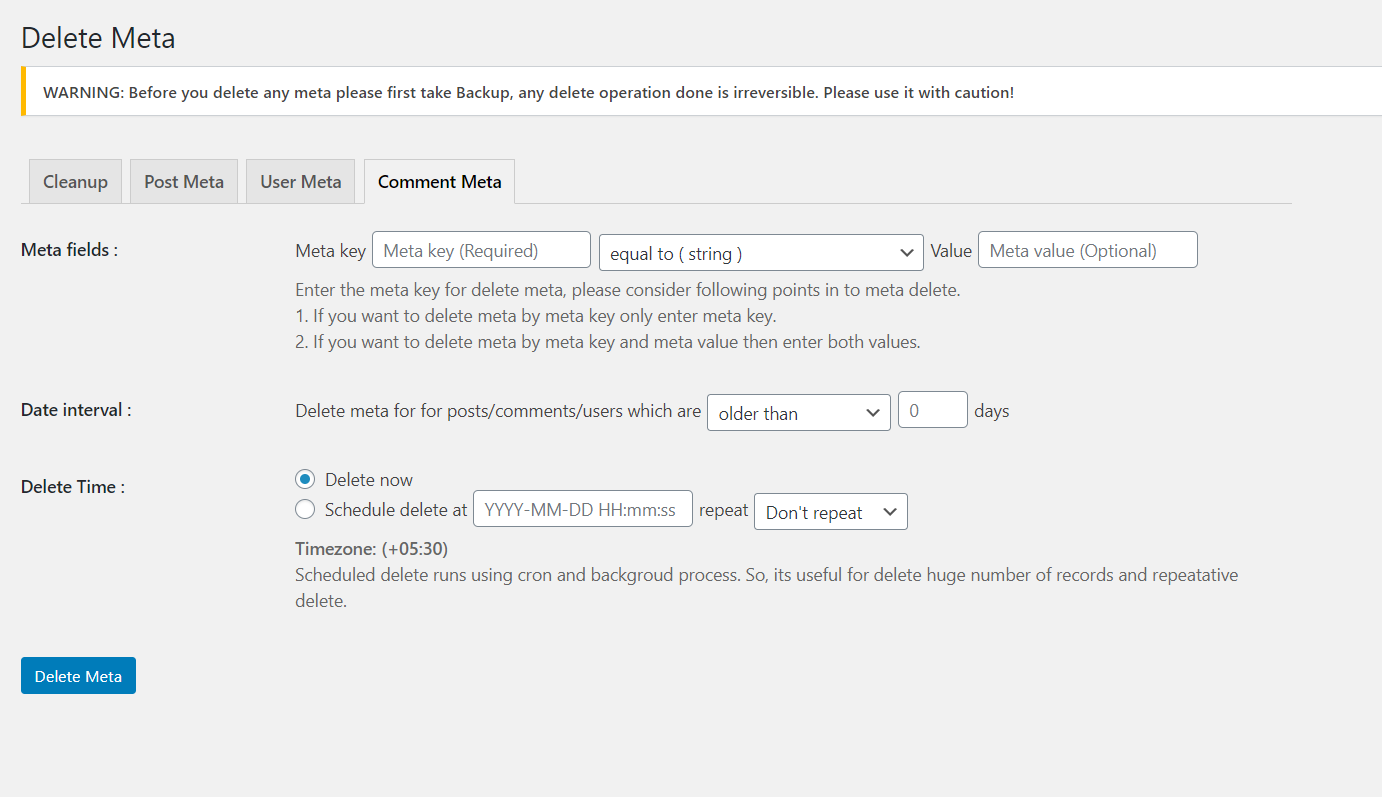 Delete Meta
WARNING: Before you delete any meta please first take Backup, any delete operation done is irreversible. Please use it with caution!
Cleanup Post Meta User Meta Comment Meta
Meta fields : Meta key Meta key (Required) equal to ( string ) Value Meta value (Optional)
Enter the meta key for delete meta, please consider following points in to meta delete.
1. If you want to delete meta by meta key only enter meta key.
2. If you want to delete meta by meta key and meta value then enter both values.
Date interval : Delete meta for for posts/comments/users which are older than 0 days
Delete Time : Delete now
Schedule delete at YYYY-MM-DD HH:mm:ss repeat Don't repeat
Timezone: (+05:30)
Scheduled delete runs using cron and backgroud process. So, its useful for delete huge number of records and repeatative
delete.
Delete Meta